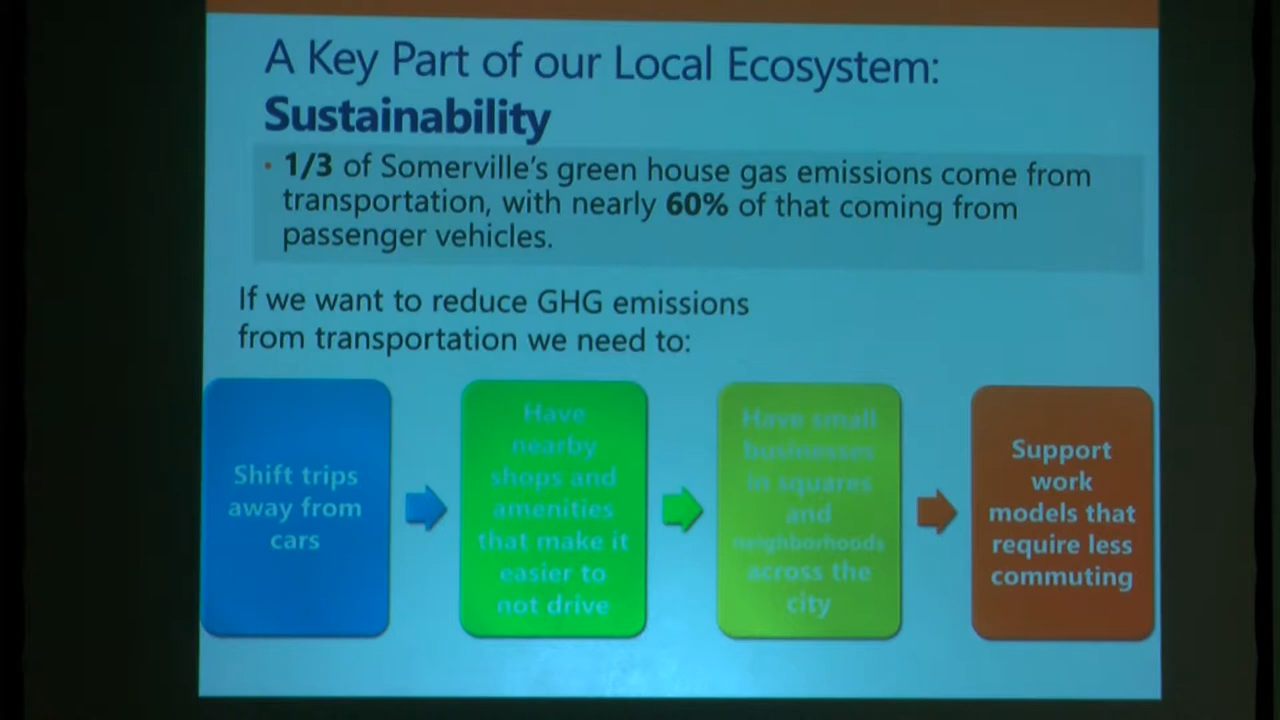 A Key Part of our Local Ecosystem:
Sustainability
• 1/3 of Somerville's green house gas emissions come from
transportation, with nearly 60% of that coming from
passenger vehicles.
If we want to reduce GHG emissions
from transportation we need to:
Shift trips
away from
cars
Have
nearby
shops and
amenities
that make it
easier to
not drive
Have small
businesses
in squares
and
neighborhoods
across the
city
Support
work
models that
require less
commuting